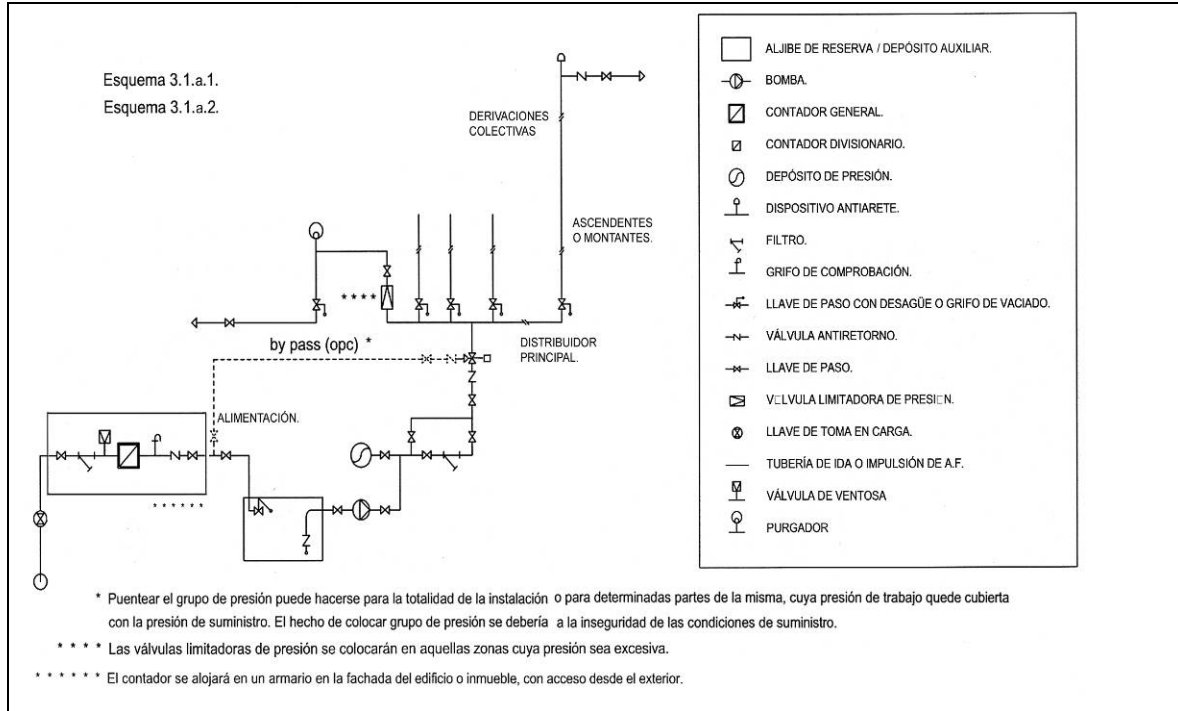 Esquema 3.1.a.1.
Esquema 3.1.a.2.
DERIVACIONES
COLECTIVAS
ASCENDENTES
O MONTANTES.
* * * *
by pass (opc) *
DISTRIBUIDOR
PRINCIPAL.
ALIMENTACIÓN.
* * * * * *
ALJIBE DE RESERVA / DEPÓSITO AUXILIAR.
BOMBA.
CONTADOR GENERAL.
CONTADOR DIVISIONARIO.
DEPÓSITO DE PRESIÓN.
DISPOSITIVO ANTIARETE.
FILTRO.
GRIFO DE COMPROBACIÓN.
LLAVE DE PASO CON DESAGÜE O GRIFO DE VACIADO.
VÁLVULA ANTIRETORNO.
LLAVE DE PASO.
V□LVULA LIMITADORA DE PRESI□N.
LLAVE DE TOMA EN CARGA.
TUBERÍA DE IDA O IMPULSIÓN DE A.F.
VÁLVULA DE VENTOSA
PURGADOR
* Puentear el grupo de presión puede hacerse para la totalidad de la instalación o para determinadas partes de la misma, cuya presión de trabajo quede cubierta
con la presión de suministro. El hecho de colocar grupo de presión se debería a la inseguridad de las condiciones de suministro.
* * * * Las válvulas limitadoras de presión se colocarán en aquellas zonas cuya presión sea excesiva.
* * * * * * El contador se alojará en un armario en la fachada del edificio o inmueble, con acceso desde el exterior.